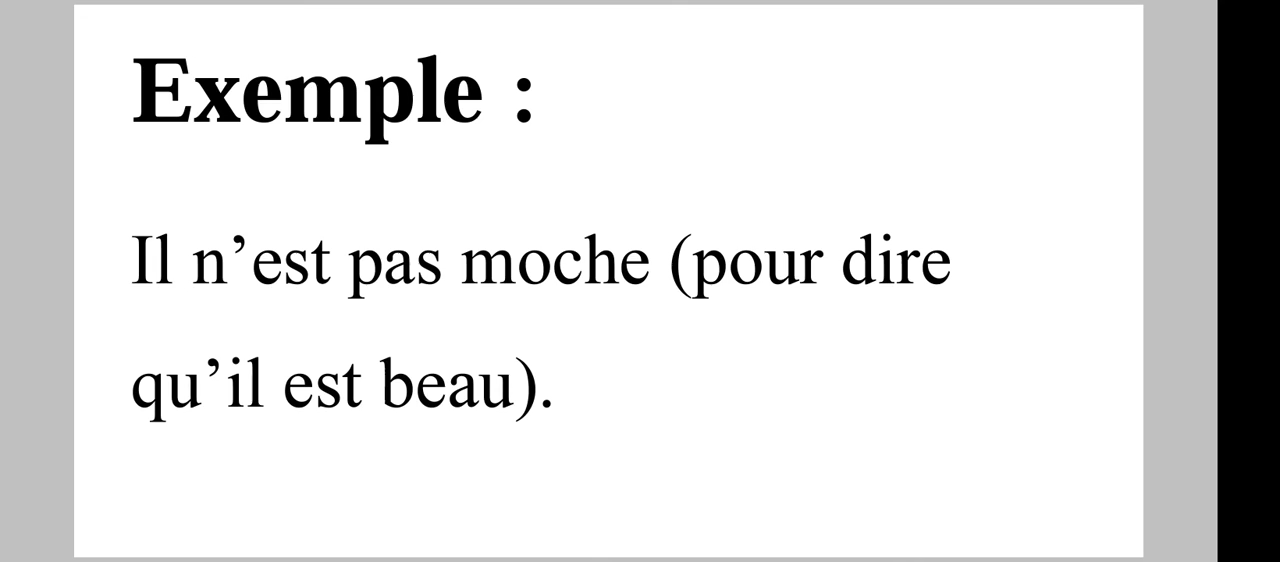 Exemple :
Il n’est pas moche (pour dire
qu’il est beau).